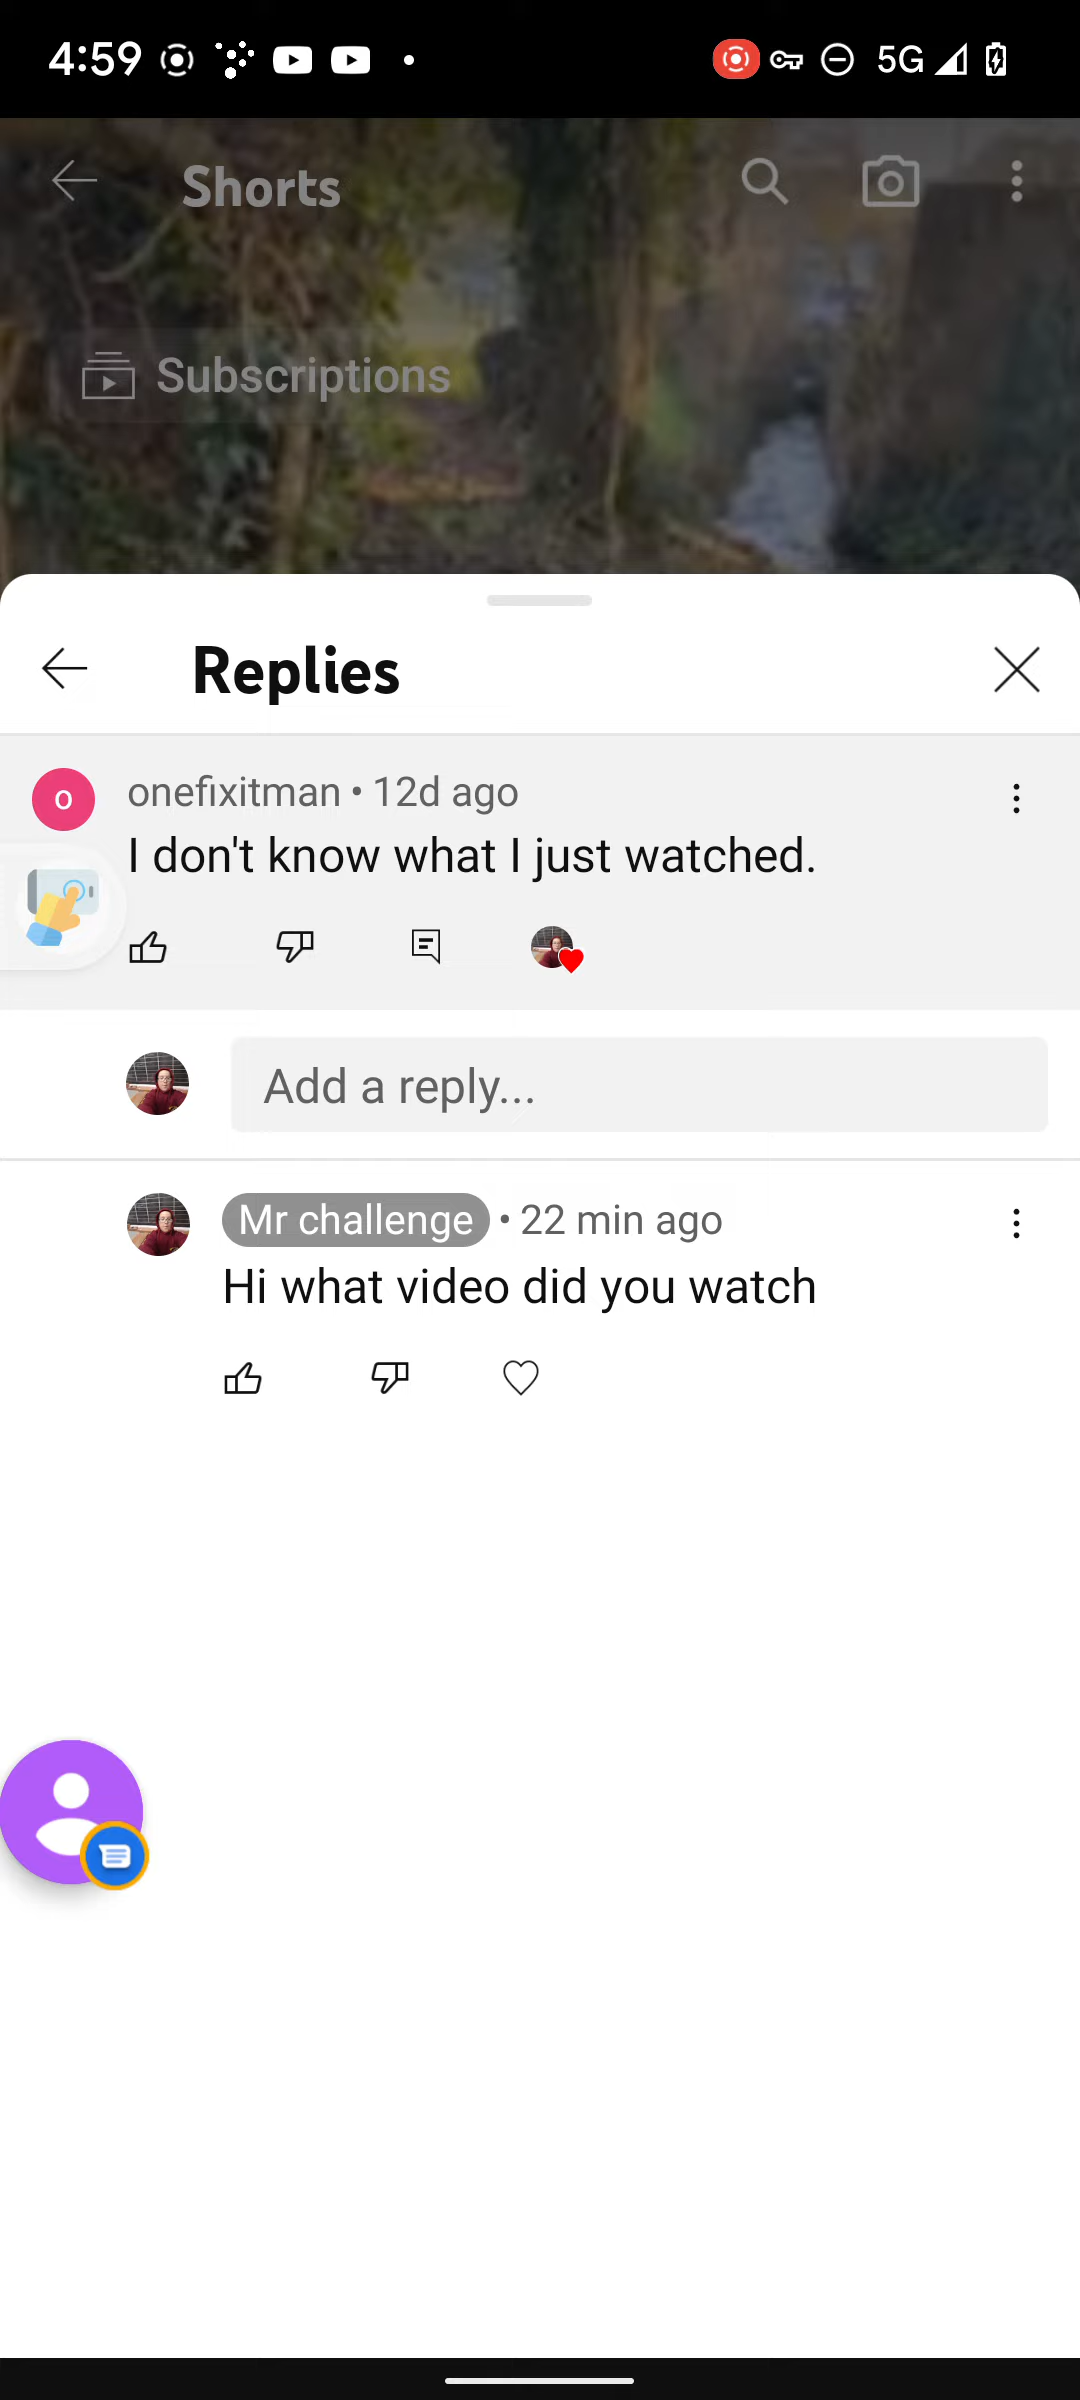 4:59
5G
Shorts
Subscriptions
Replies
o
onefixitman • 12d ago
I don't know what I just watched.
Add a reply...
Mr challenge • 22 min ago
Hi what video did you watch